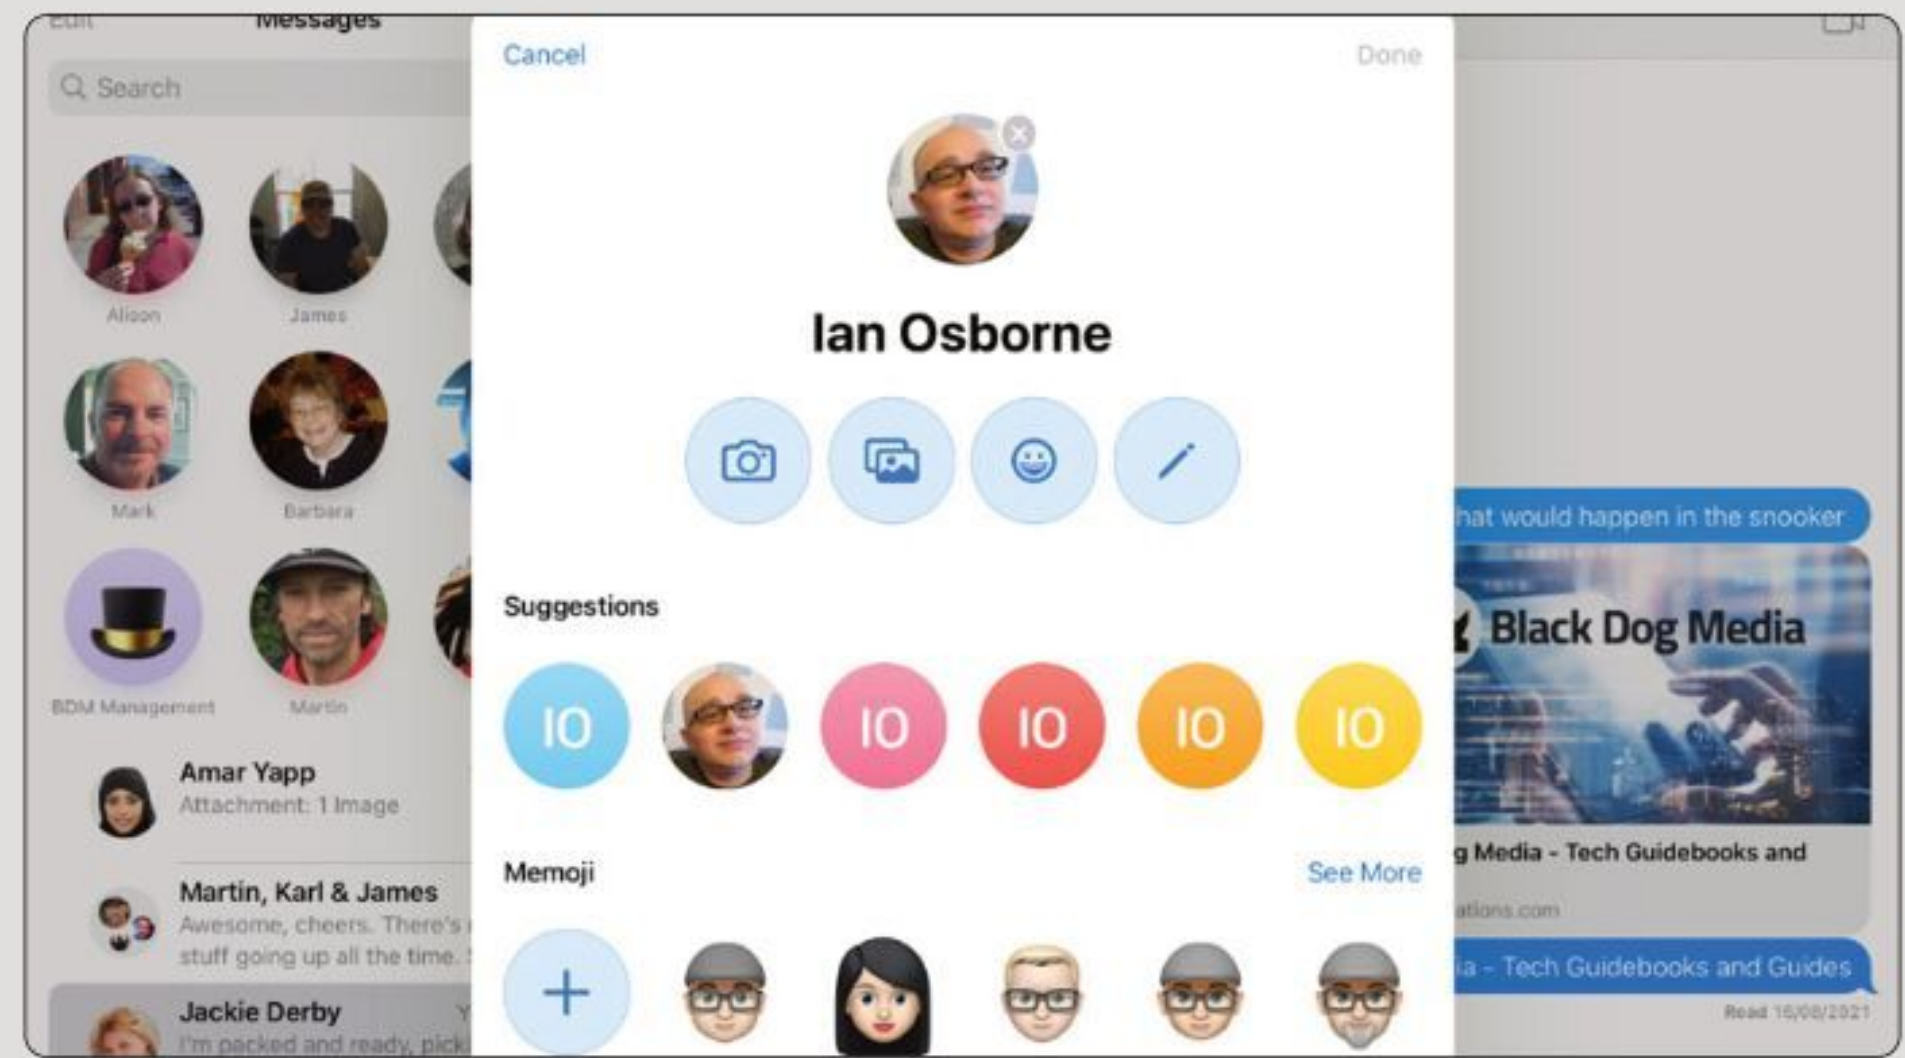 Edit
Messages
Search
Alison
James
Mark
Barbara
BDM Management
Martin
Amar Yapp
Attachment: 1 Image
Martin, Karl & James
Awesome, cheers. There's
stuff going up all the time.
Jackie Derby
Y
I'm packed and ready, pick
Cancel
Done
Ian Osborne
Suggestions
IO
IO
IO
IO
IO
Memoji
See More
hat would happen in the snooker
Black Dog Media
g Media - Tech Guidebooks and
ations.com
ia - Tech Guidebooks and Guides
Read 16/08/2021